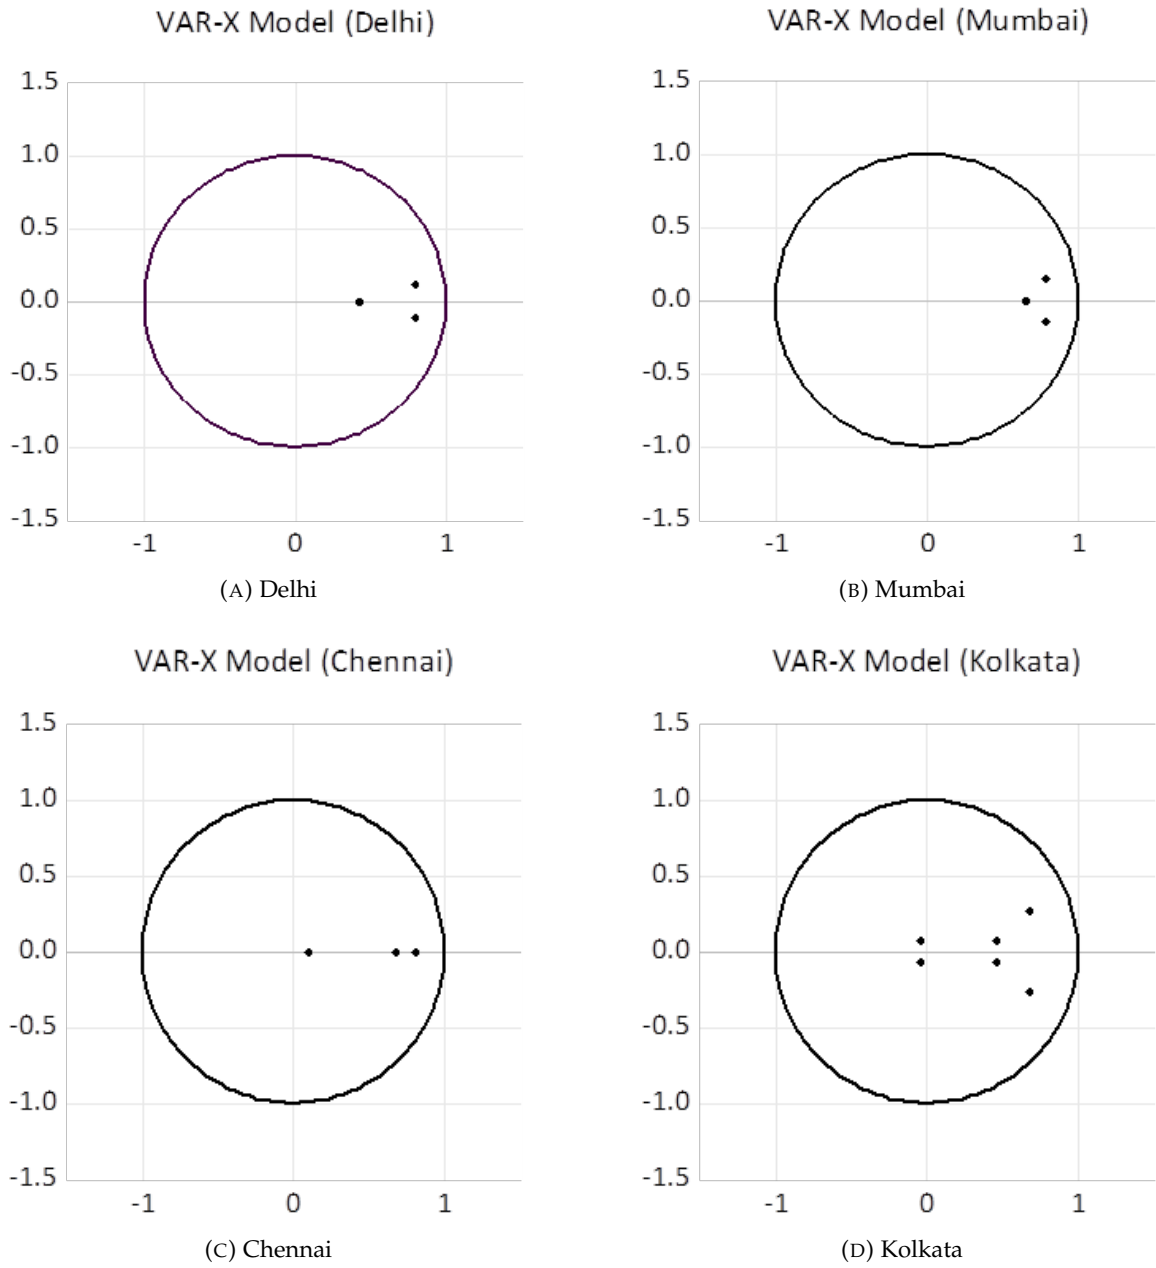 VAR-X Model (Delhi)
1.5
1.0
0.5
0.0
-0.5
-1.0
-1.5
-1 0 1
(A) Delhi
VAR-X Model (Mumbai)
1.5
1.0
0.5
0.0
-0.5
-1.0
-1.5
-1 0 1
(B) Mumbai
VAR-X Model (Chennai)
1.5
1.0
0.5
0.0
-0.5
-1.0
-1.5
-1 0 1
(C) Chennai
VAR-X Model (Kolkata)
1.5
1.0
0.5
0.0
-0.5
-1.0
-1.5
-1 0 1
(D) Kolkata